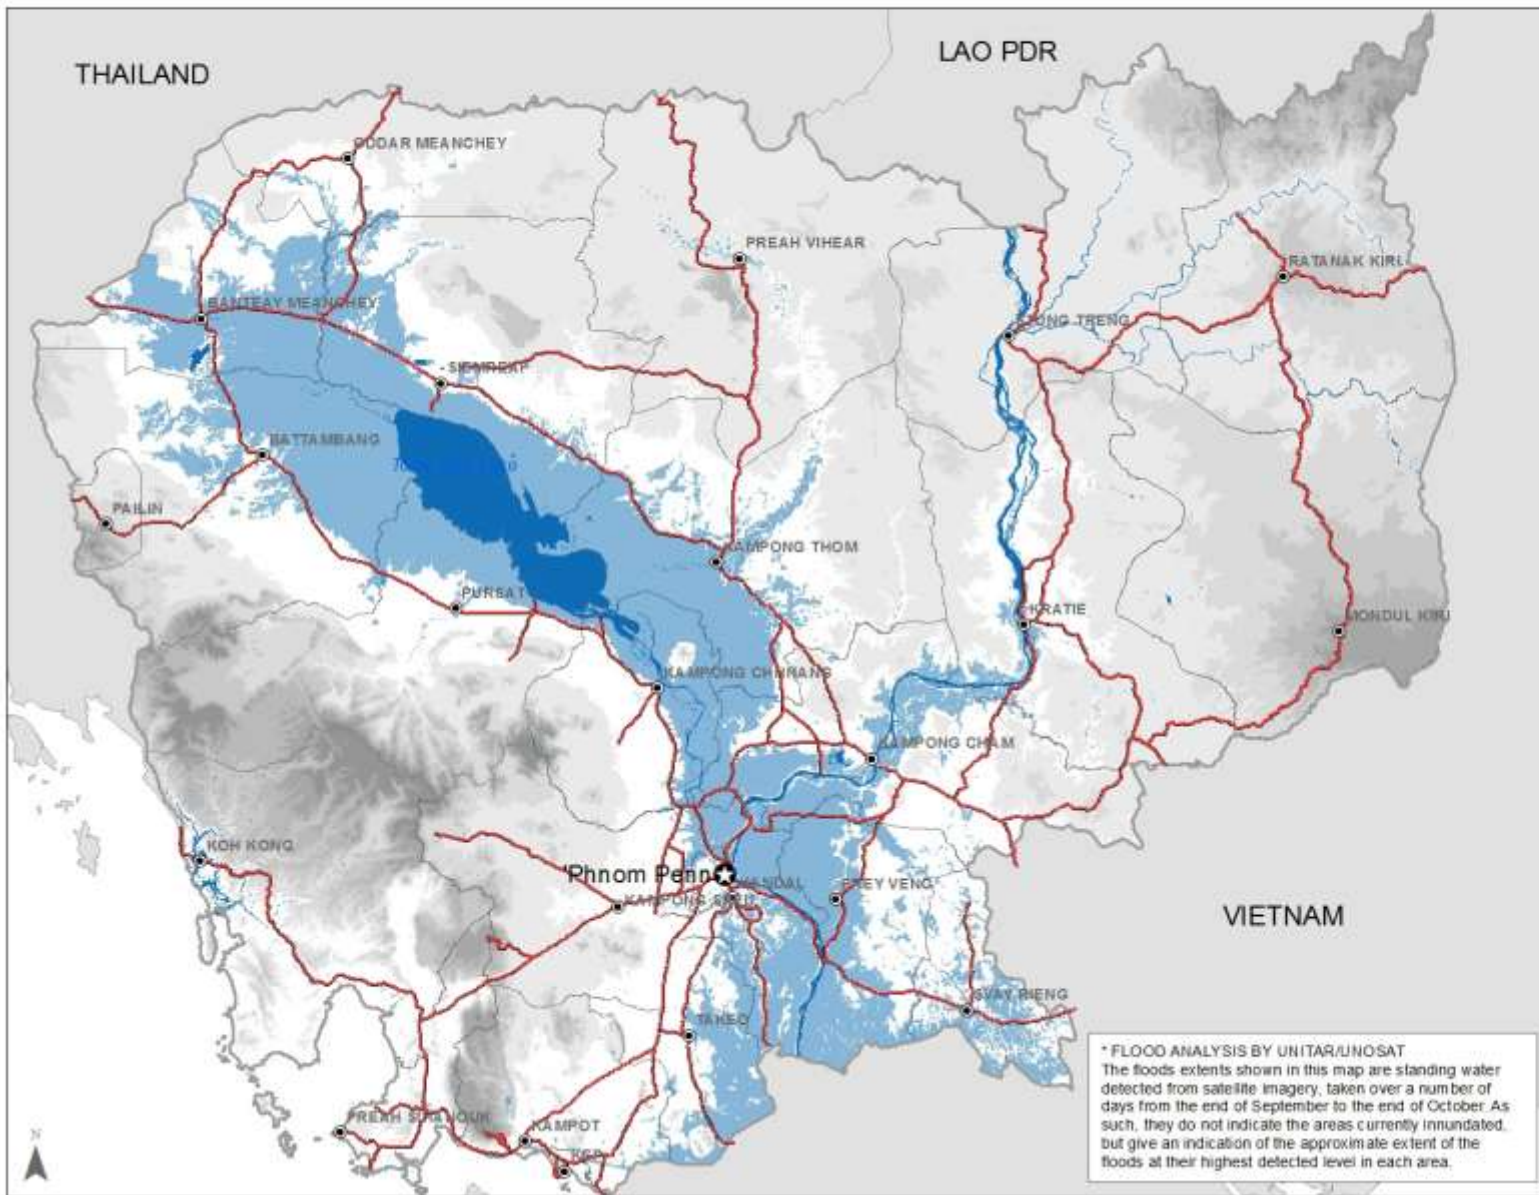 THAILAND
LAO PDR
ODDAR MEANCHEY
PREAH VIHEAR
RATANAK KIRI
BANTEAY MEANCHEY
TRENG
SIEMREAP
BATTAMBANG
PAILIN
KAMPONG THOM
PURSAT
KRATIE
MONDUL KIRI
KAMPONG CHNNANG
KAMPONG CHAM
KOH KONG
Phnom Penh
KANDAL
PREY VENG
KAMPONG
VIETNAM
SVAY RIENG
TAKEO
PREAH SIHANOUK
KAMPOT
KEP
N
* FLOOD ANALYSIS BY UNITAR/UNOSAT
The floods extents shown in this map are standing water
detected from satellite imagery, taken over a number of
days from the end of September to the end of October. As
such, they do not indicate the areas currently innundated,
but give an indication of the approximate extent of the
floods at their highest detected level in each area.